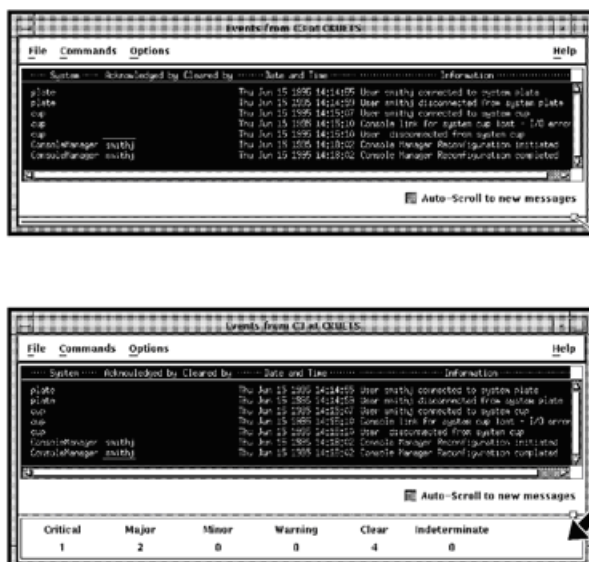 Events from C3 at CKULTS
File Commands Options Help
System Acknowledged by Cleared by Date and Time Information
plate Thu Jun 15 1995 14:14:55 User smithj connected to system plate
plate Thu Jun 15 1995 14:14:59 User smithj disconnected from system plate
cup Thu Jun 15 1995 14:15:07 User smithj connected to system cup
cup Thu Jun 15 1995 14:15:10 Console link for system cup lost - I/O error
cup Thu Jun 15 1995 14:15:10 User disconnected from system cup
ConsoleManager smithj Thu Jun 15 1995 14:18:02 Console Manager Reconfiguration initiated
ConsoleManager smithj Thu Jun 15 1995 14:18:02 Console Manager Reconfiguration completed
Auto-Scroll to new messages
Events from C3 at CKULTS
File Commands Options Help
System Acknowledged by Cleared by Date and Time Information
plate Thu Jun 15 1995 14:14:55 User smithj connected to system plate
plate Thu Jun 15 1995 14:14:59 User smithj disconnected from system plate
cup Thu Jun 15 1995 14:15:07 User smithj connected to system cup
cup Thu Jun 15 1995 14:15:10 Console link for system cup lost - I/O error
cup Thu Jun 15 1995 14:15:10 User disconnected from system cup
ConsoleManager smithj Thu Jun 15 1995 14:18:02 Console Manager Reconfiguration initiated
ConsoleManager smithj Thu Jun 15 1995 14:18:02 Console Manager Reconfiguration completed
Auto-Scroll to new messages
Critical Major Minor Warning Clear Indeterminate
1 2 0 0 4 0